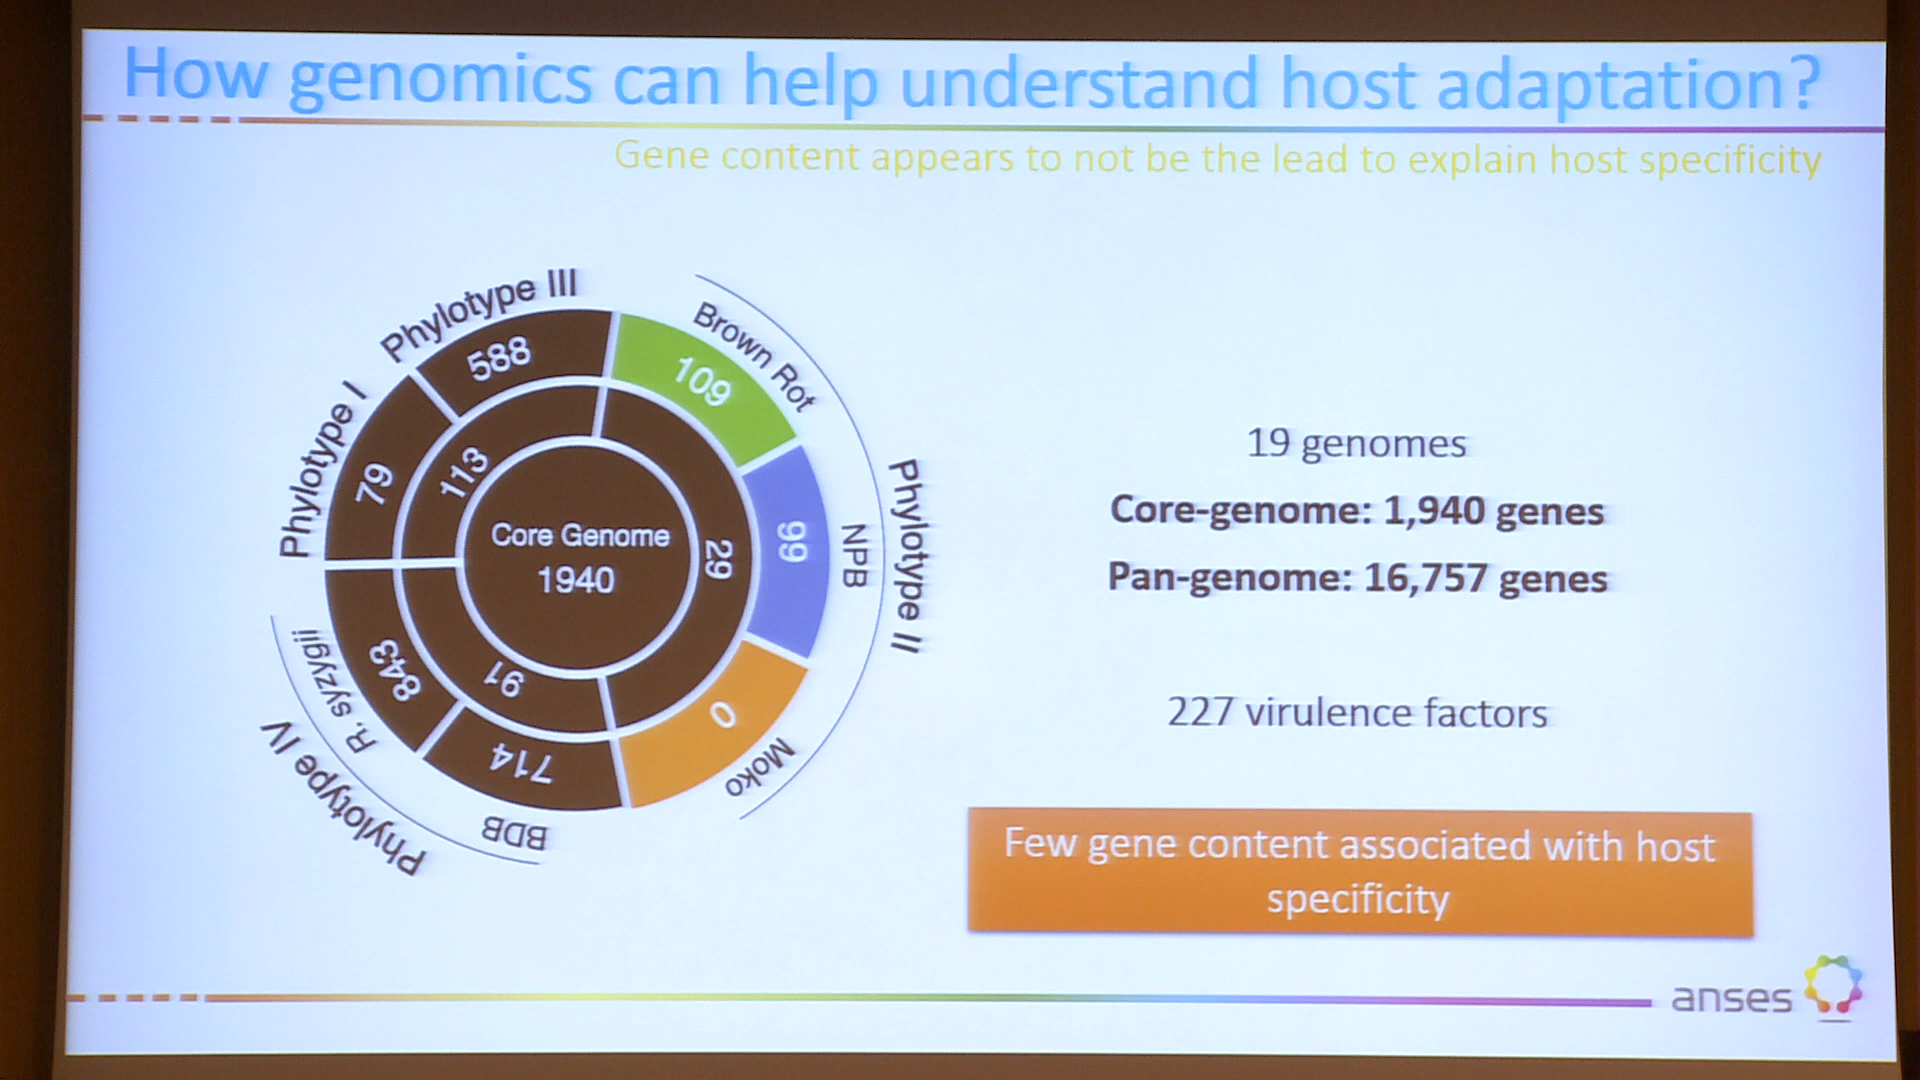 How genomics can help understand host adaptation?
Gene content appears to not be the lead to explain host specificity
Phylotype III
588
Brown Rot
109
Phylotype I
79
113
Core Genome
1940
29
99
NPB
Phylotype II
0
Moko
91
843
R. syzygii
714
BDB
Phylotype IV
19 genomes
Core-genome: 1,940 genes
Pan-genome: 16,757 genes
227 virulence factors
Few gene content associated with host
specificity
anses